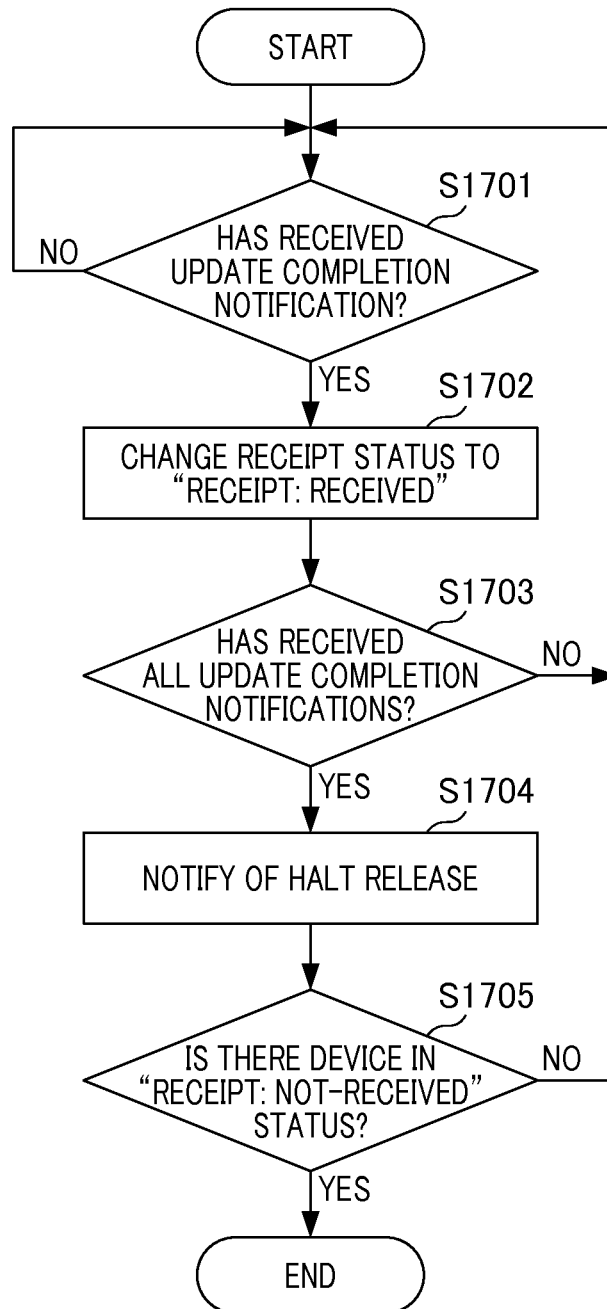 START
S1701
HAS RECEIVED
UPDATE COMPLETION
NOTIFICATION?
NO
YES
S1702
CHANGE RECEIPT STATUS TO
“RECEIPT: RECEIVED”
S1703
HAS RECEIVED
ALL UPDATE COMPLETION
NOTIFICATIONS?
NO
YES
S1704
NOTIFY OF HALT RELEASE
S1705
IS THERE DEVICE IN
“RECEIPT: NOT-RECEIVED”
STATUS?
NO
YES
END